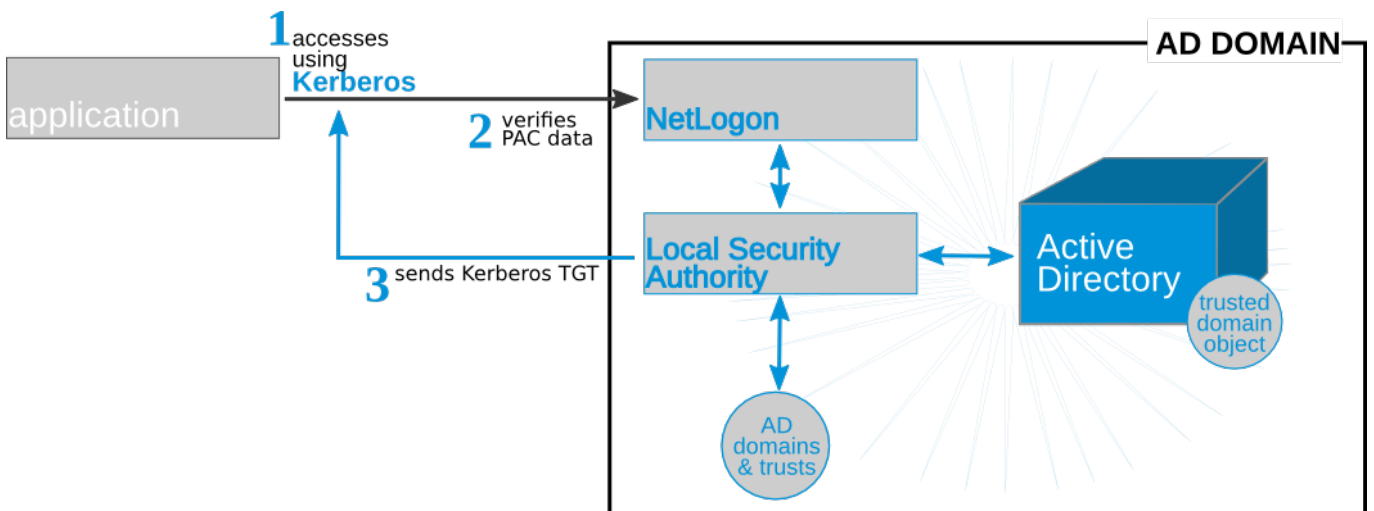 1 accesses
using
Kerberos
AD DOMAIN
application
2 verifies
PAC data
NetLogon
Local Security
Authority
3 sends Kerberos TGT
Active
Directory
trusted
domain
object
AD
domains
& trusts